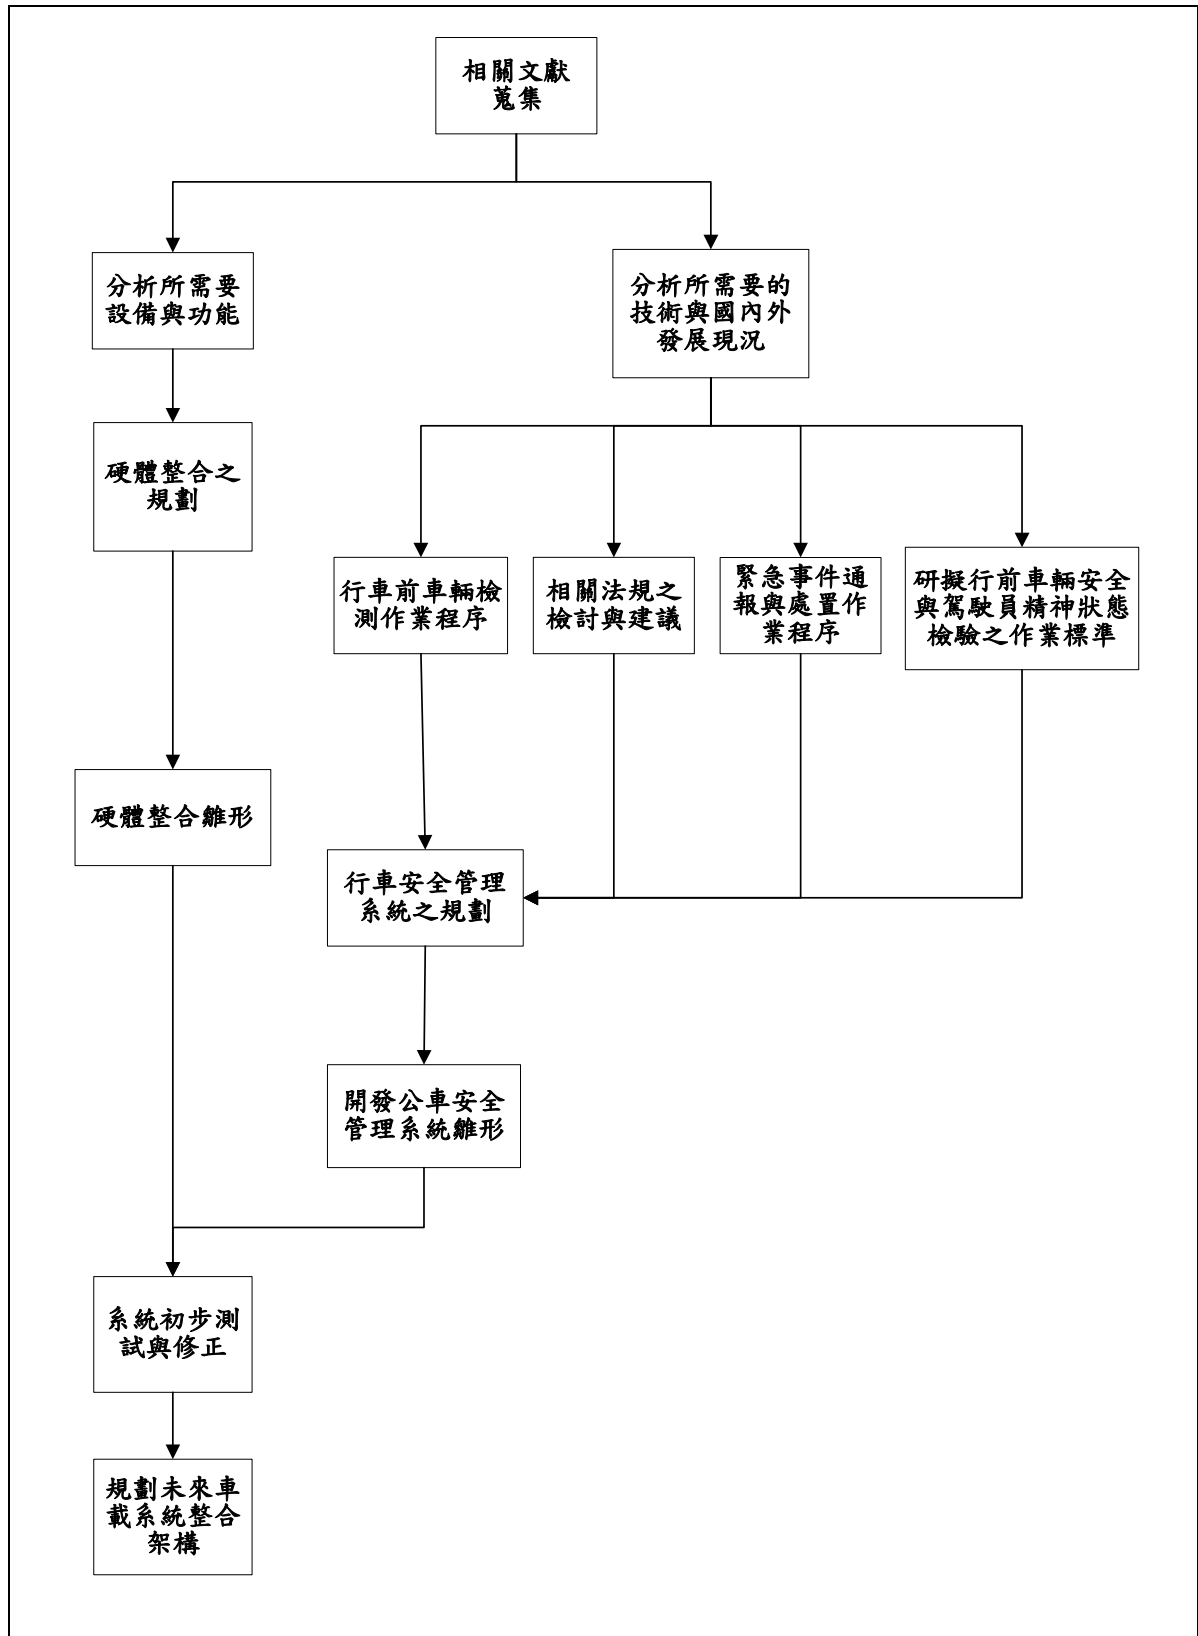 相關文獻
蒐集
分析所需要
設備與功能
分析所需要的
技術與國內外
發展現況
硬體整合之
規劃
行車前車輛檢
測作業程序
相關法規之
檢討與建議
緊急事件通
報與處置作
業程序
研擬行前車輛安全
與駕駛員精神狀態
檢驗之作業標準
硬體整合雛形
行車安全管理
系統之規劃
開發公車安全
管理系統雛形
系統初步測
試與修正
規劃未來車
載系統整合
架構